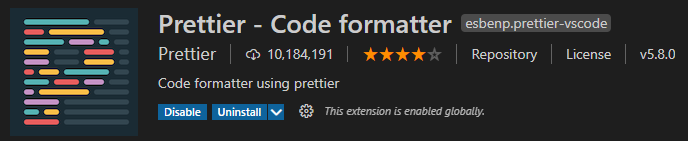 Prettier - Code formatter esbenp.prettier-vscode
Prettier 10,184,191 Repository License v5.8.0
Code formatter using prettier
Disable Uninstall This extension is enabled globally.